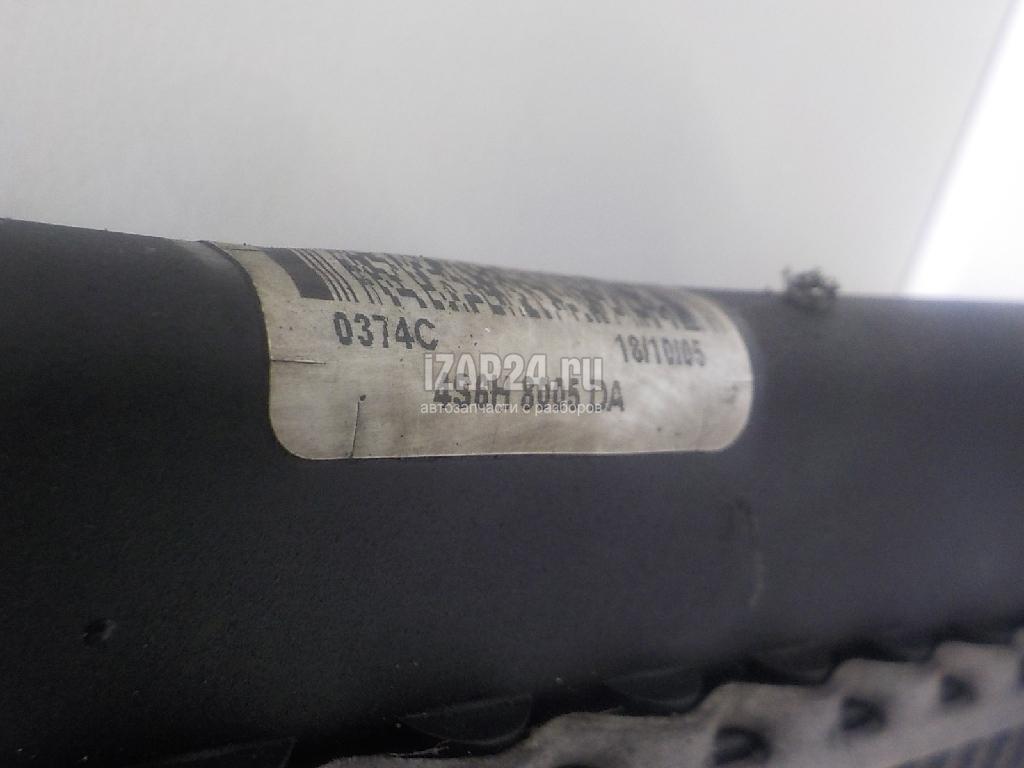 0374C
18/10/05
iZAP24.ru
4S6H 8005 DA
автозапчасти с разборов